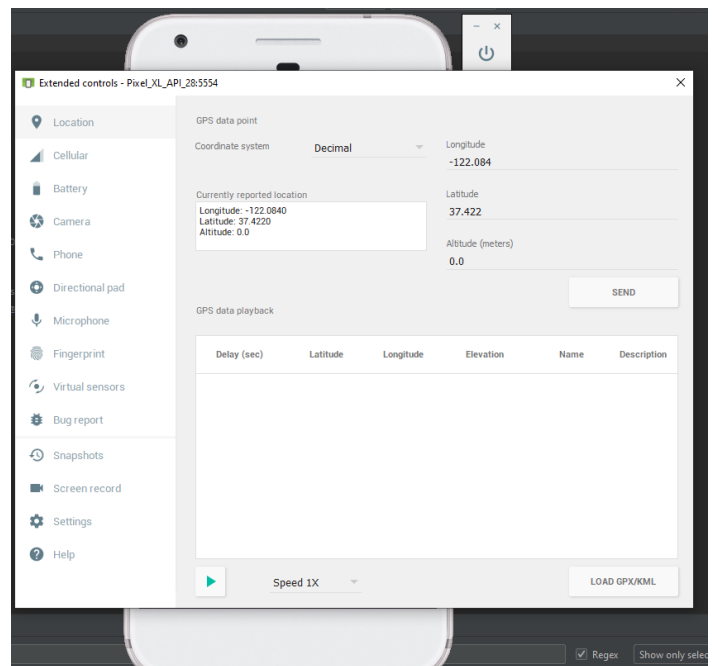 Extended controls - Pixel_XL_API_28:5554
Location
Cellular
Battery
Camera
Phone
Directional pad
Microphone
Fingerprint
Virtual sensors
Bug report
Snapshots
Screen record
Settings
Help
GPS data point
Coordinate system
Decimal
Longitude
-122.084
Currently reported location
Longitude: -122.0840
Latitude: 37.4220
Altitude: 0.0
Latitude
37.422
Altitude (meters)
0.0
SEND
GPS data playback
Delay (sec) Latitude Longitude Elevation Name Description
Speed 1X
LOAD GPX/KML
Regex Show only selec